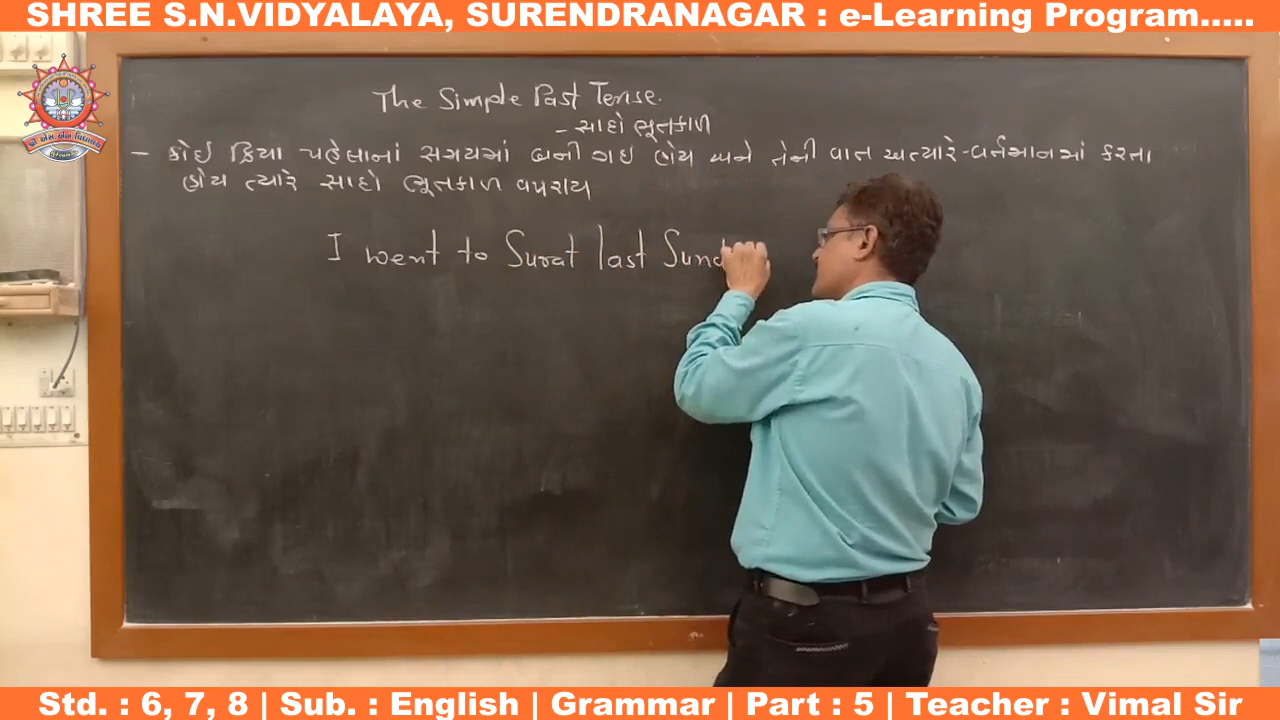 SHREE S.N.VIDYALAYA, SURENDRANAGAR : e-Learning Program.....
The Simple Past Tense.
- સાદો ભૂતકાળ
- કોઈ ક્રિયા પહેલાનાં સમયમાં બની ગઇ હોય અને તેની વાત અત્યારે-વર્તમાનમાં કરતા
હોય ત્યારે સાદો ભૂતકાળ વપરાય
I went to Surat last Sund
Std. : 6, 7, 8 | Sub. : English | Grammar | Part : 5 | Teacher : Vimal Sir